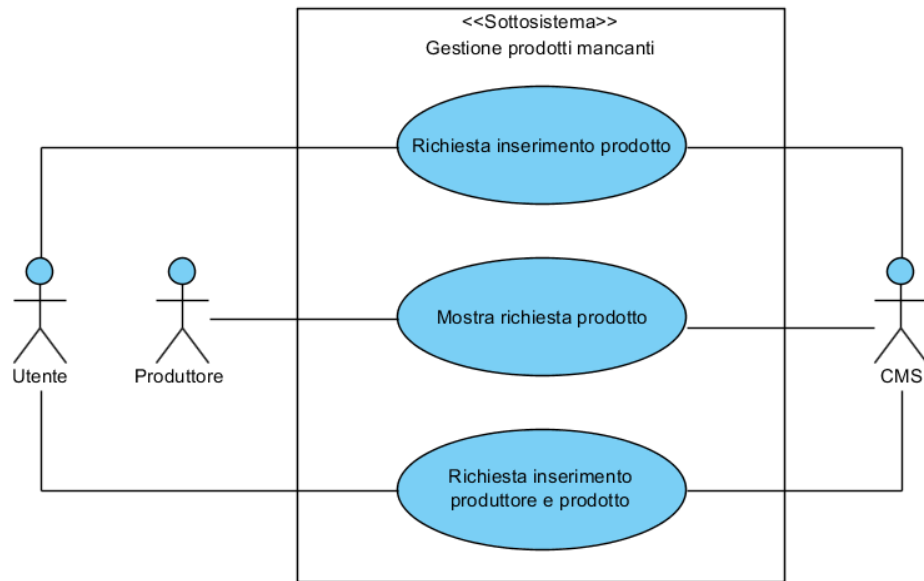 <<Sottosistema>>
Gestione prodotti mancanti
Richiesta inserimento prodotto
Mostra richiesta prodotto
Utente
Produttore
CMS
Richiesta inserimento
produttore e prodotto